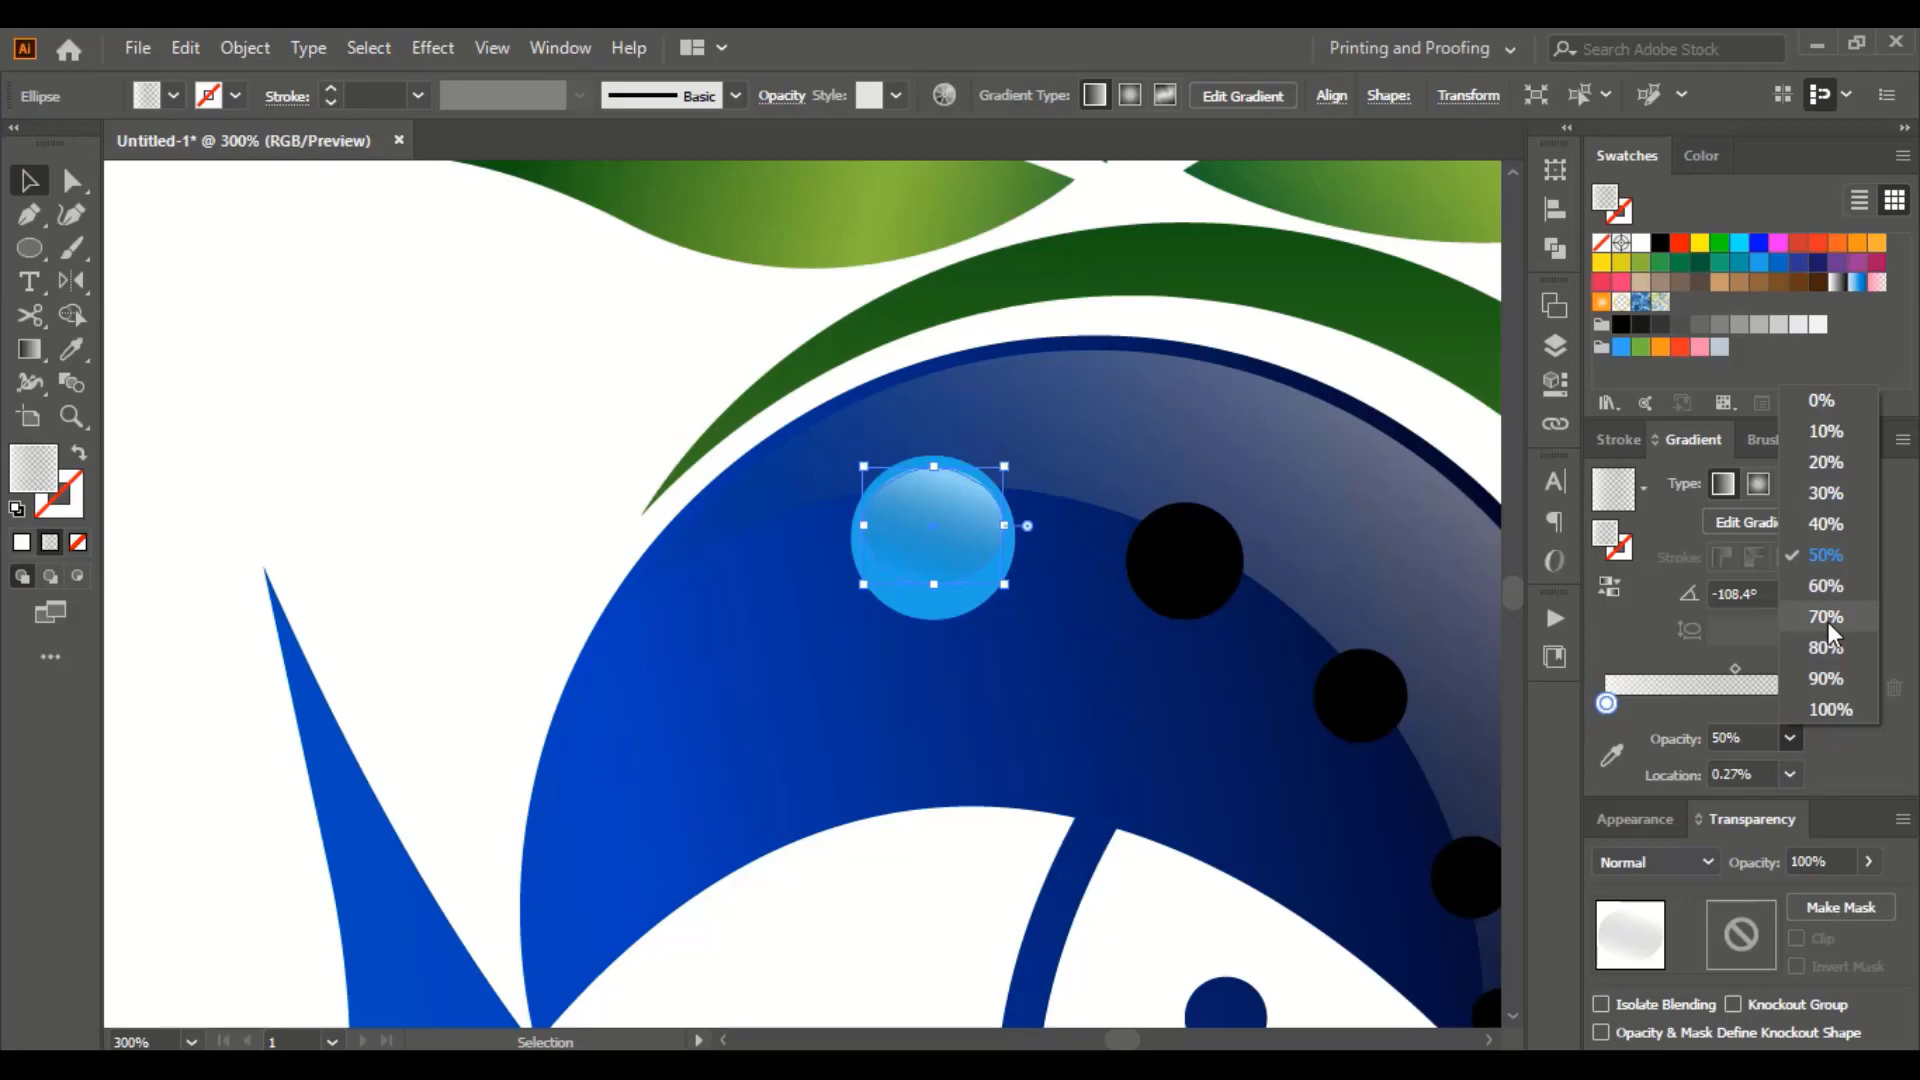 Ai File Edit Object Type Select Effect View Window Help Printing and Proofing Search Adobe Stock
Ellipse Stroke: Basic Opacity Style: Gradient Type: Edit Gradient Align Shape: Transform
Untitled-1* @ 300% (RGB/Preview)
Swatches Color
Stroke Gradient Brus
Type:
Edit Gradi
Stroke:
-108.4°
0%
10%
20%
30%
40%
50%
60%
70%
80%
90%
100%
Opacity: 50%
Location: 0.27%
Appearance Transparency
Normal Opacity: 100%
Make Mask
Clip
Invert Mask
Isolate Blending Knockout Group
Opacity & Mask Define Knockout Shape
300% 1 Selection